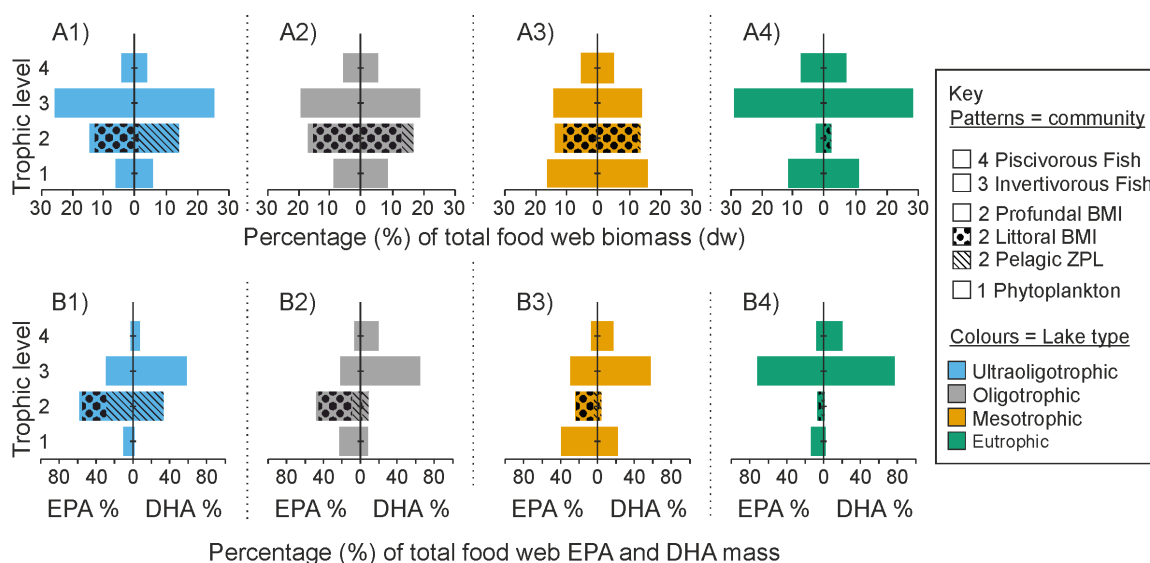 A1) A2) A3) A4)
Trophic level
4
3
2
1
30 20 10 0 10 20 30 30 20 10 0 10 20 30 30 20 10 0 10 20 30 30 20 10 0 10 20 30
Percentage (%) of total food web biomass (dw)
B1) B2) B3) B4)
Trophic level
4
3
2
1
80 40 0 40 80 80 40 0 40 80 80 40 0 40 80 80 40 0 40 80
EPA % DHA % EPA % DHA % EPA % DHA % EPA % DHA %
Percentage (%) of total food web EPA and DHA mass
Key
Patterns = community
4 Piscivorous Fish
3 Invertivorous Fish
2 Profundal BMI
2 Littoral BMI
2 Pelagic ZPL
1 Phytoplankton
Colours = Lake type
Ultraoligotrophic
Oligotrophic
Mesotrophic
Eutrophic